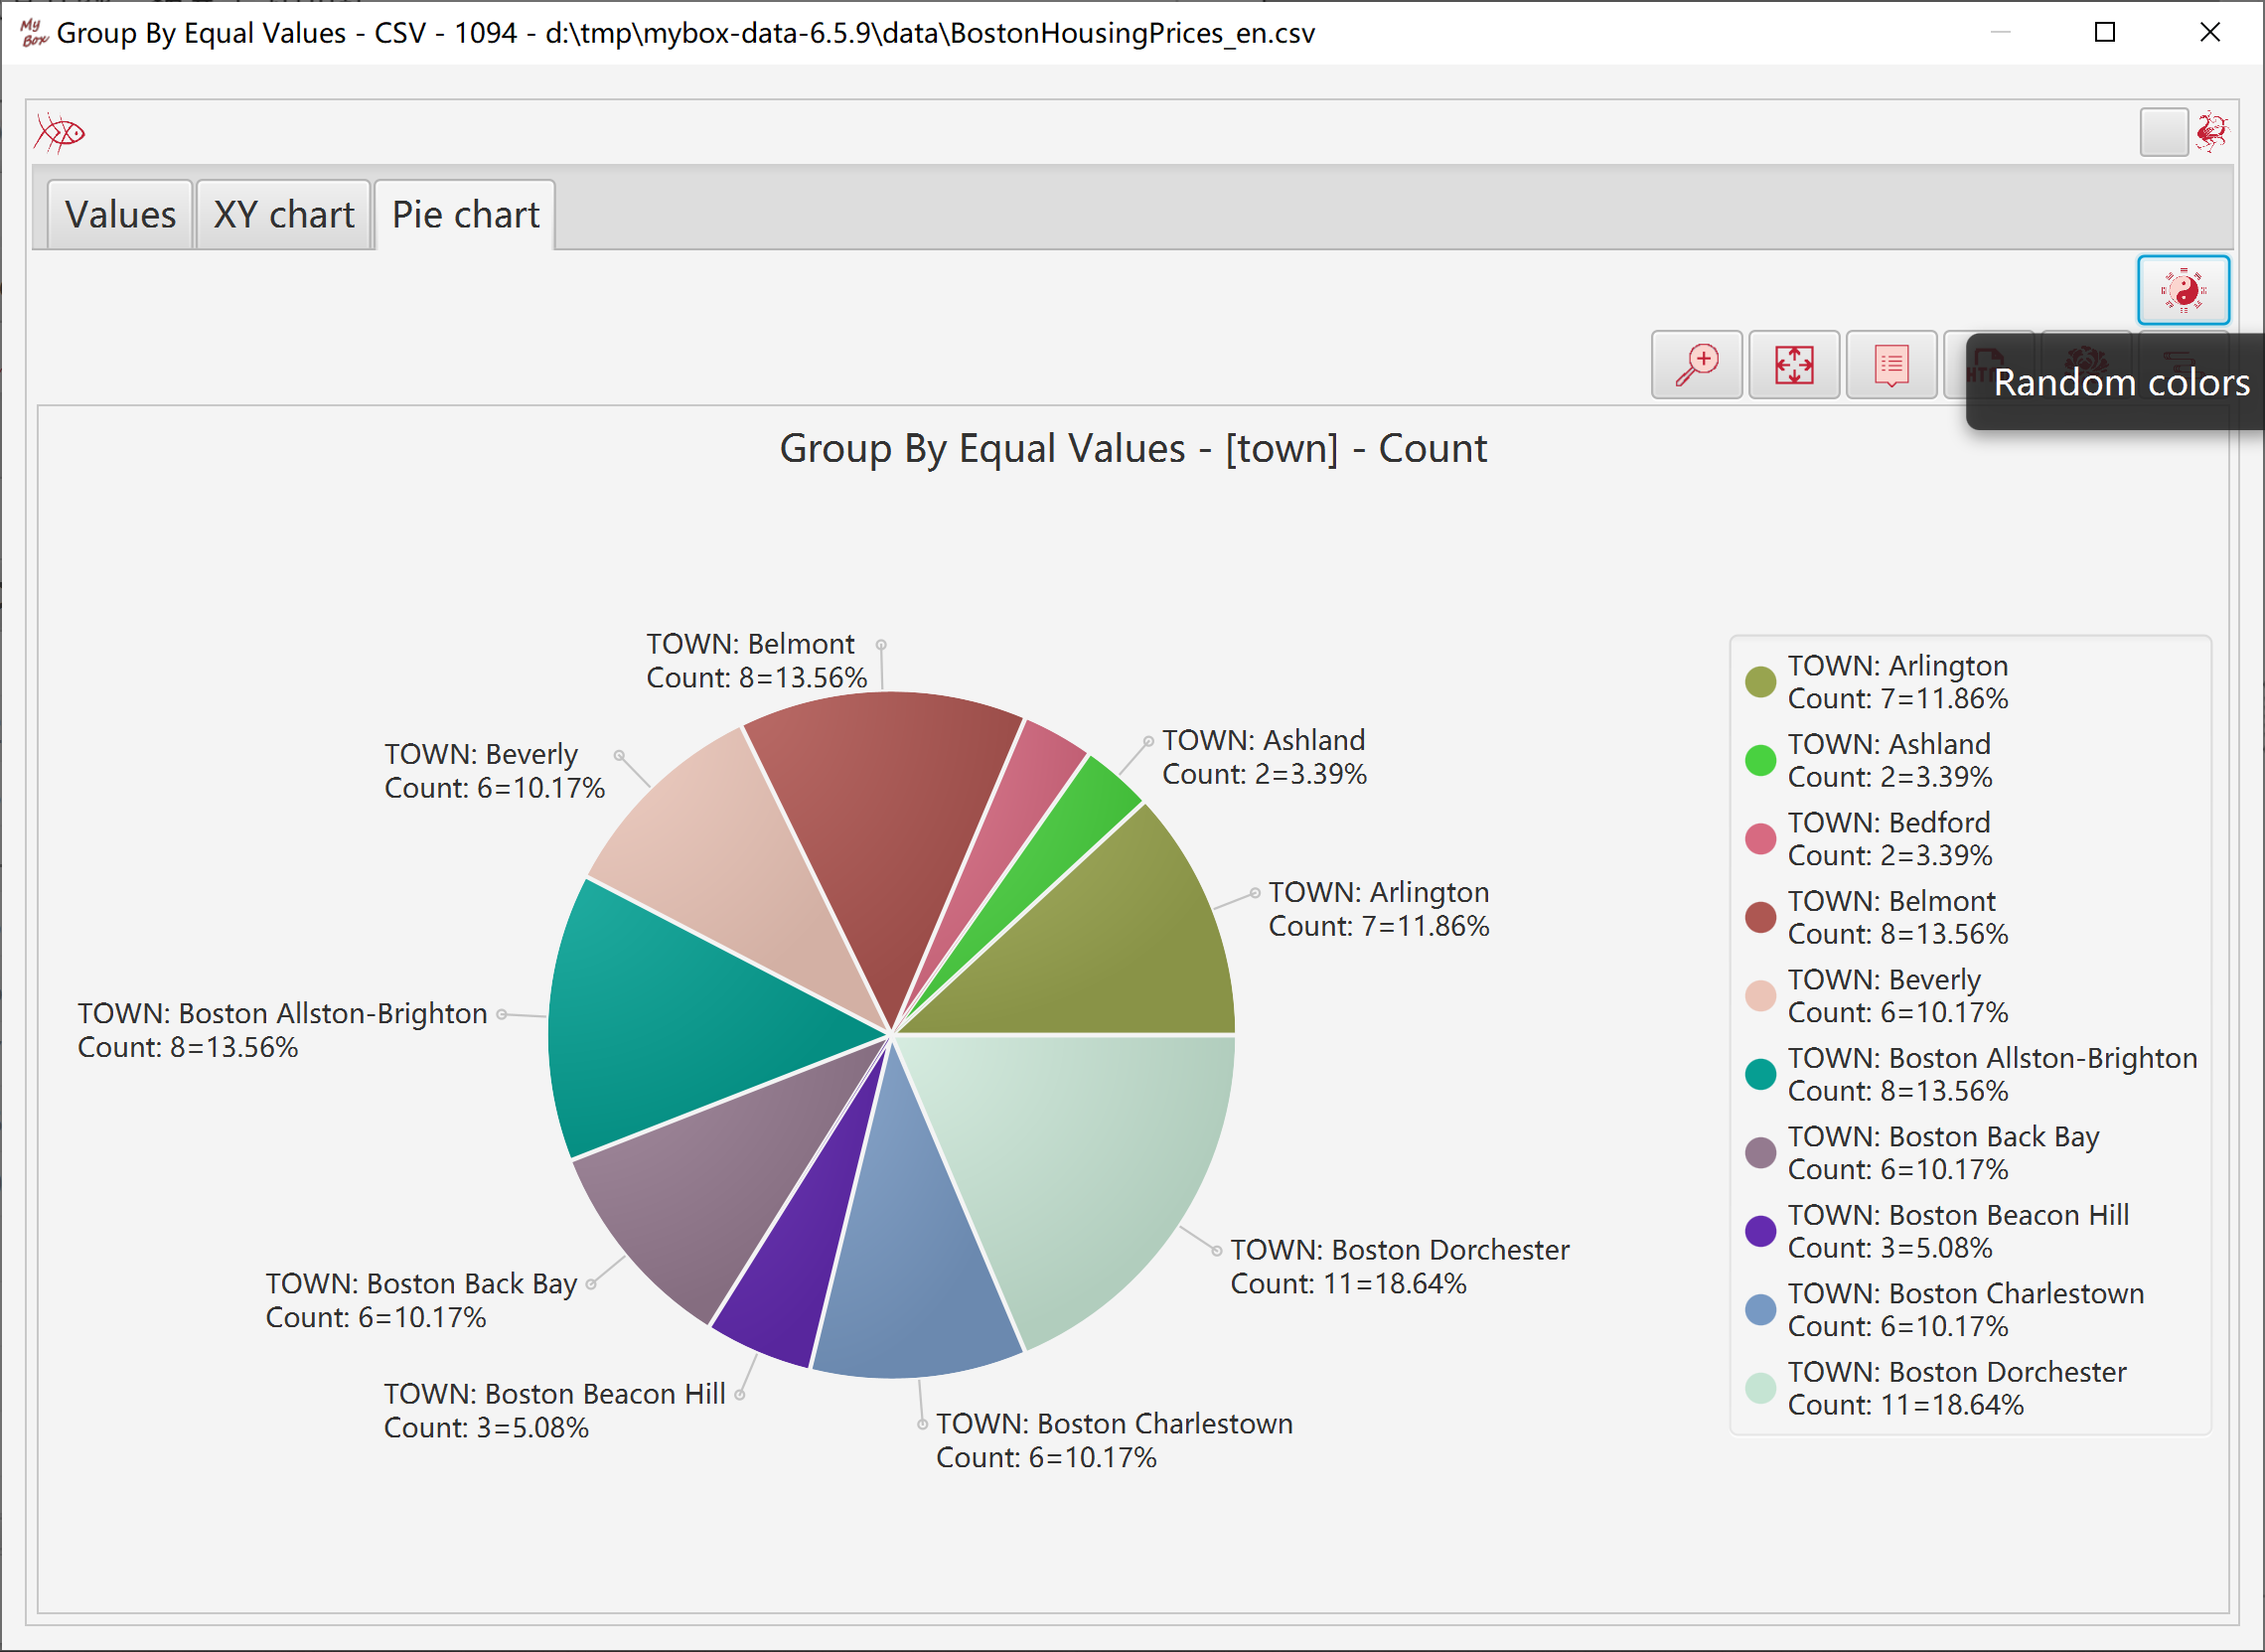 My
Box
Group By Equal Values - CSV - 1094 - d:\tmp\mybox-data-6.5.9\data\BostonHousingPrices_en.csv
Values
XY chart
Pie chart
Random colors
Group By Equal Values - [town] - Count
TOWN: Belmont
Count: 8=13.56%
TOWN: Ashland
Count: 2=3.39%
TOWN: Beverly
Count: 6=10.17%
TOWN: Arlington
Count: 7=11.86%
TOWN: Boston Allston-Brighton
Count: 8=13.56%
TOWN: Boston Dorchester
Count: 11=18.64%
TOWN: Boston Back Bay
Count: 6=10.17%
TOWN: Boston Beacon Hill
Count: 3=5.08%
TOWN: Boston Charlestown
Count: 6=10.17%
TOWN: Arlington
Count: 7=11.86%
TOWN: Ashland
Count: 2=3.39%
TOWN: Bedford
Count: 2=3.39%
TOWN: Belmont
Count: 8=13.56%
TOWN: Beverly
Count: 6=10.17%
TOWN: Boston Allston-Brighton
Count: 8=13.56%
TOWN: Boston Back Bay
Count: 6=10.17%
TOWN: Boston Beacon Hill
Count: 3=5.08%
TOWN: Boston Charlestown
Count: 6=10.17%
TOWN: Boston Dorchester
Count: 11=18.64%